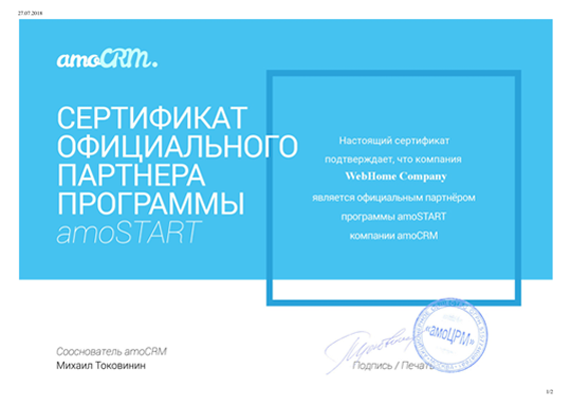 27.07.2018
amoCRM.
СЕРТИФИКАТ
ОФИЦИАЛЬНОГО
ПАРТНЕРА
ПРОГРАММЫ
amoSTART
Настоящий сертификат
подтверждает, что компания
WebHome Company
является официальным партнёром
программы amoSTART
компании amoCRM
Сооснователь amoCRM
Михаил Токовинин
Подпись / Печать
«амоЦРМ»
1/2